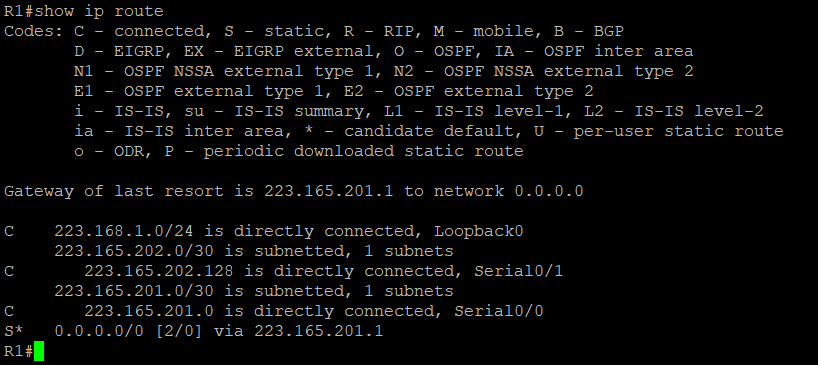 R1#show ip route
Codes: C - connected, S - static, R - RIP, M - mobile, B - BGP
       D - EIGRP, EX - EIGRP external, O - OSPF, IA - OSPF inter area
       N1 - OSPF NSSA external type 1, N2 - OSPF NSSA external type 2
       E1 - OSPF external type 1, E2 - OSPF external type 2
       i - IS-IS, su - IS-IS summary, L1 - IS-IS level-1, L2 - IS-IS level-2
       ia - IS-IS inter area, * - candidate default, U - per-user static route
       o - ODR, P - periodic downloaded static route

Gateway of last resort is 223.165.201.1 to network 0.0.0.0

C    223.168.1.0/24 is directly connected, Loopback0
     223.165.202.0/30 is subnetted, 1 subnets
C       223.165.202.128 is directly connected, Serial0/1
     223.165.201.0/30 is subnetted, 1 subnets
C       223.165.201.0 is directly connected, Serial0/0
S*   0.0.0.0/0 [2/0] via 223.165.201.1
R1#